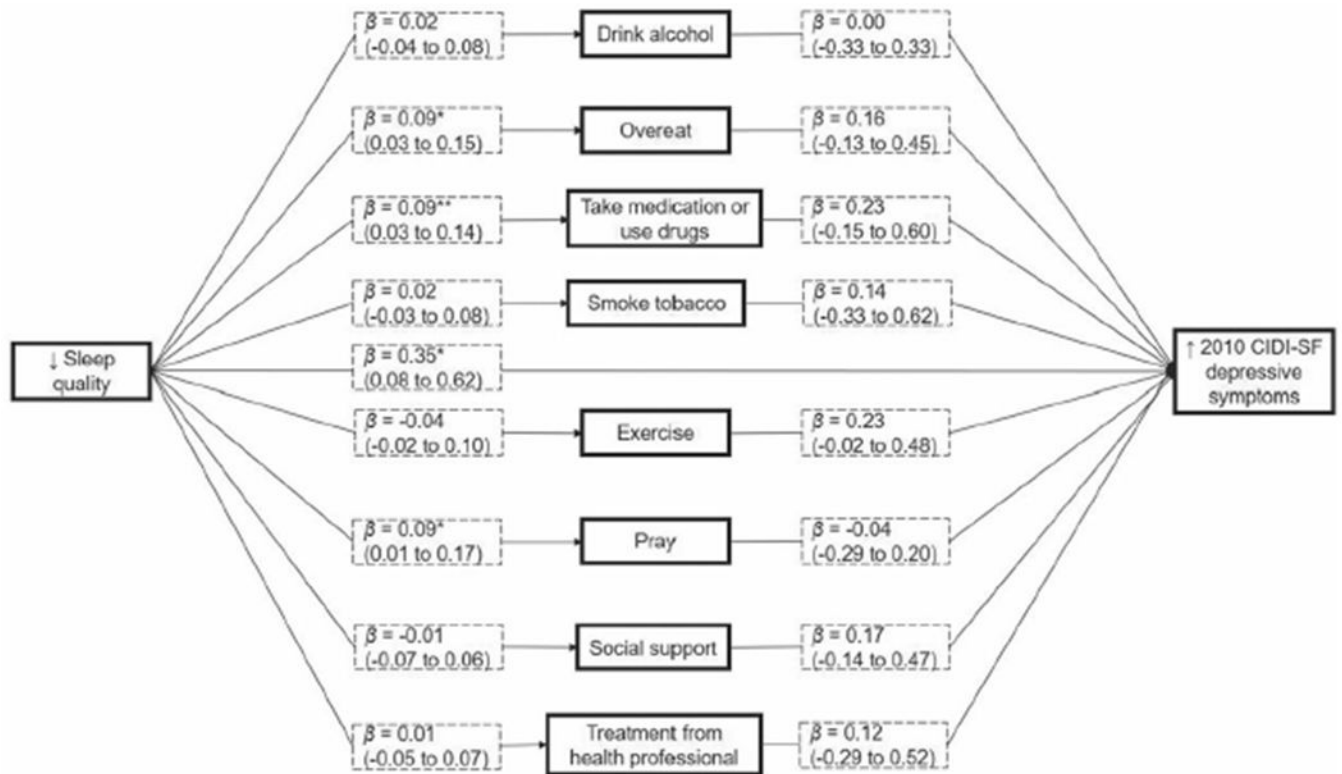 β = 0.02
(-0.04 to 0.08)
Drink alcohol
β = 0.00
(-0.33 to 0.33)
β = 0.09*
(0.03 to 0.15)
Overeat
β = 0.16
(-0.13 to 0.45)
β = 0.09**
(0.03 to 0.14)
Take medication or
use drugs
β = 0.23
(-0.15 to 0.60)
β = 0.02
(-0.03 to 0.08)
Smoke tobacco
β = 0.14
(-0.33 to 0.62)
↓ Sleep
quality
β = 0.35*
(0.08 to 0.62)
↑ 2010 CIDI-SF
depressive
symptoms
β = -0.04
(-0.02 to 0.10)
Exercise
β = 0.23
(-0.02 to 0.48)
β = 0.09*
(0.01 to 0.17)
Pray
β = -0.04
(-0.29 to 0.20)
β = -0.01
(-0.07 to 0.06)
Social support
β = 0.17
(-0.14 to 0.47)
β = 0.01
(-0.05 to 0.07)
Treatment from
health professional
β = 0.12
(-0.29 to 0.52)